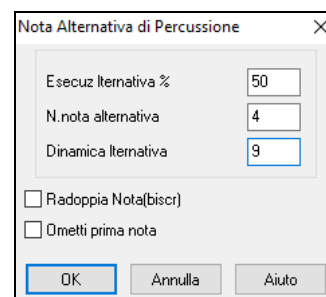 Nota Alternativa di Percussione
Esecuz Iternativa % 50
N.nota alternativa 4
Dinamica Iternativa 9
Radoppia Nota(biscr)
Ometti prima nota
OK Annulla Aiuto